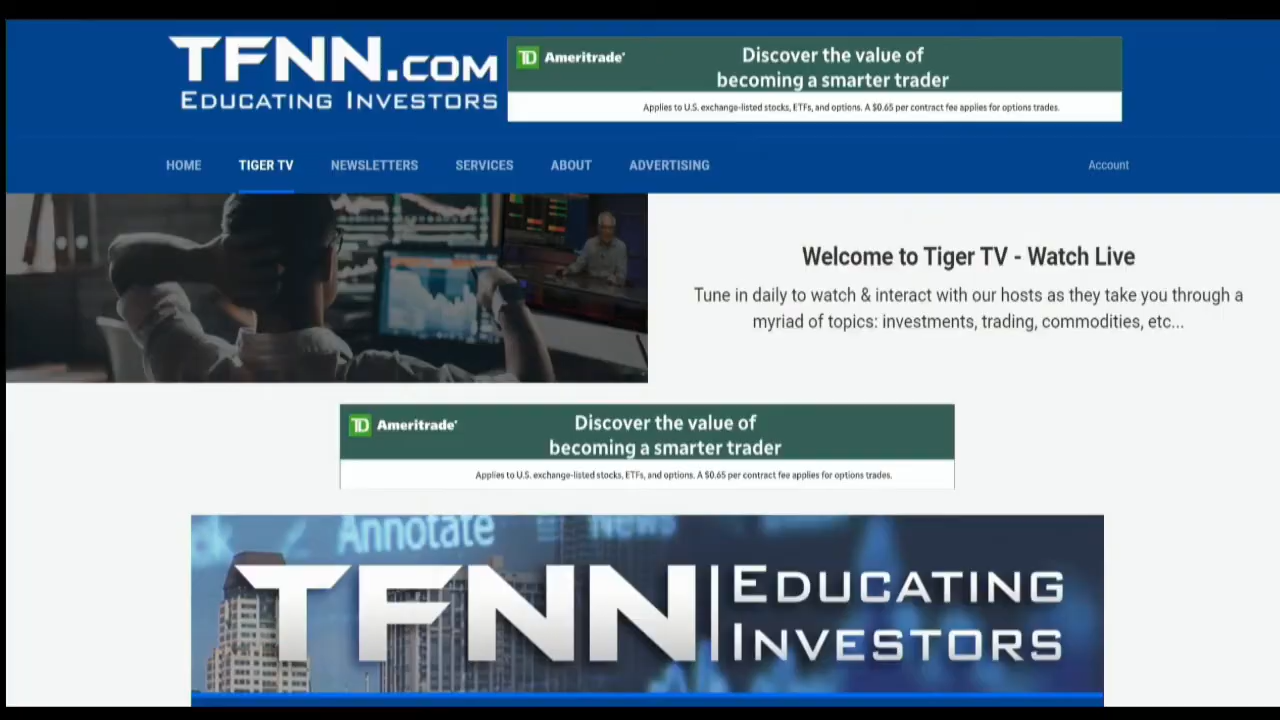 TFNN.COM
EDUCATING INVESTORS
TD Ameritrade®
Discover the value of
becoming a smarter trader
Applies to U.S. exchange-listed stocks, ETFs, and options. A $0.65 per contract fee applies for options trades.
HOME TIGER TV NEWSLETTERS SERVICES ABOUT ADVERTISING Account
Welcome to Tiger TV - Watch Live
Tune in daily to watch & interact with our hosts as they take you through a
myriad of topics: investments, trading, commodities, etc...
TD Ameritrade®
Discover the value of
becoming a smarter trader
Applies to U.S. exchange-listed stocks, ETFs, and options. A $0.65 per contract fee applies for options trades.
Annotate News
TFNN EDUCATING
INVESTORS